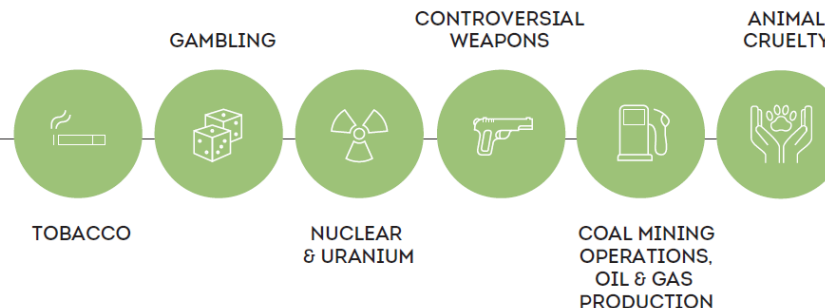 TOBACCO
GAMBLING
NUCLEAR
& URANIUM
CONTROVERSIAL
WEAPONS
COAL MINING
OPERATIONS,
OIL & GAS
PRODUCTION
ANIMAL
CRUELTY